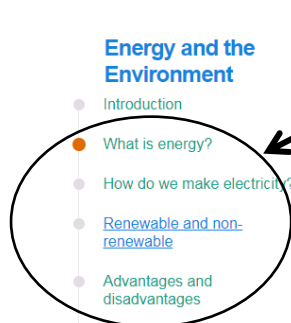 Energy and the
Environment
Introduction
What is energy?
How do we make electricity?
Renewable and non-
renewable
Advantages and
disadvantages